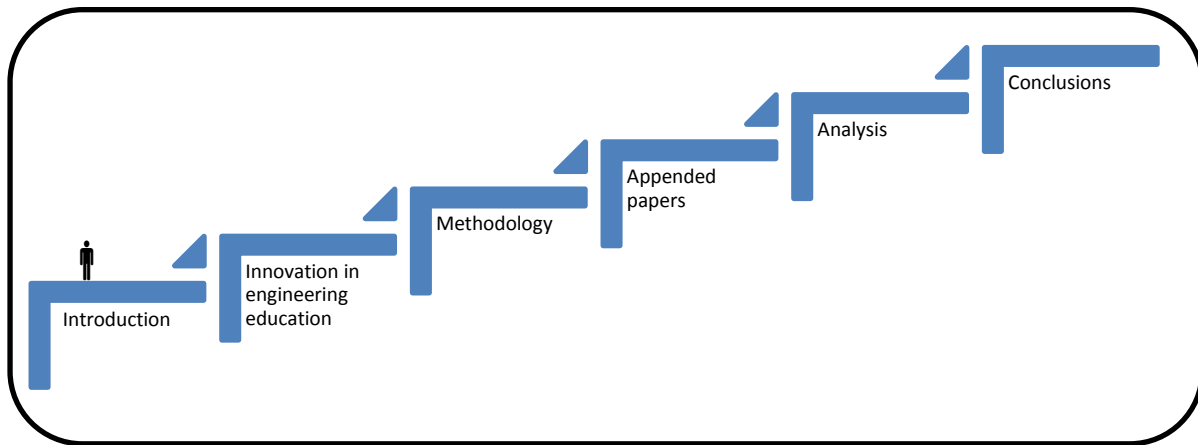 Introduction
Innovation in
engineering
education
Methodology
Appended
papers
Analysis
Conclusions